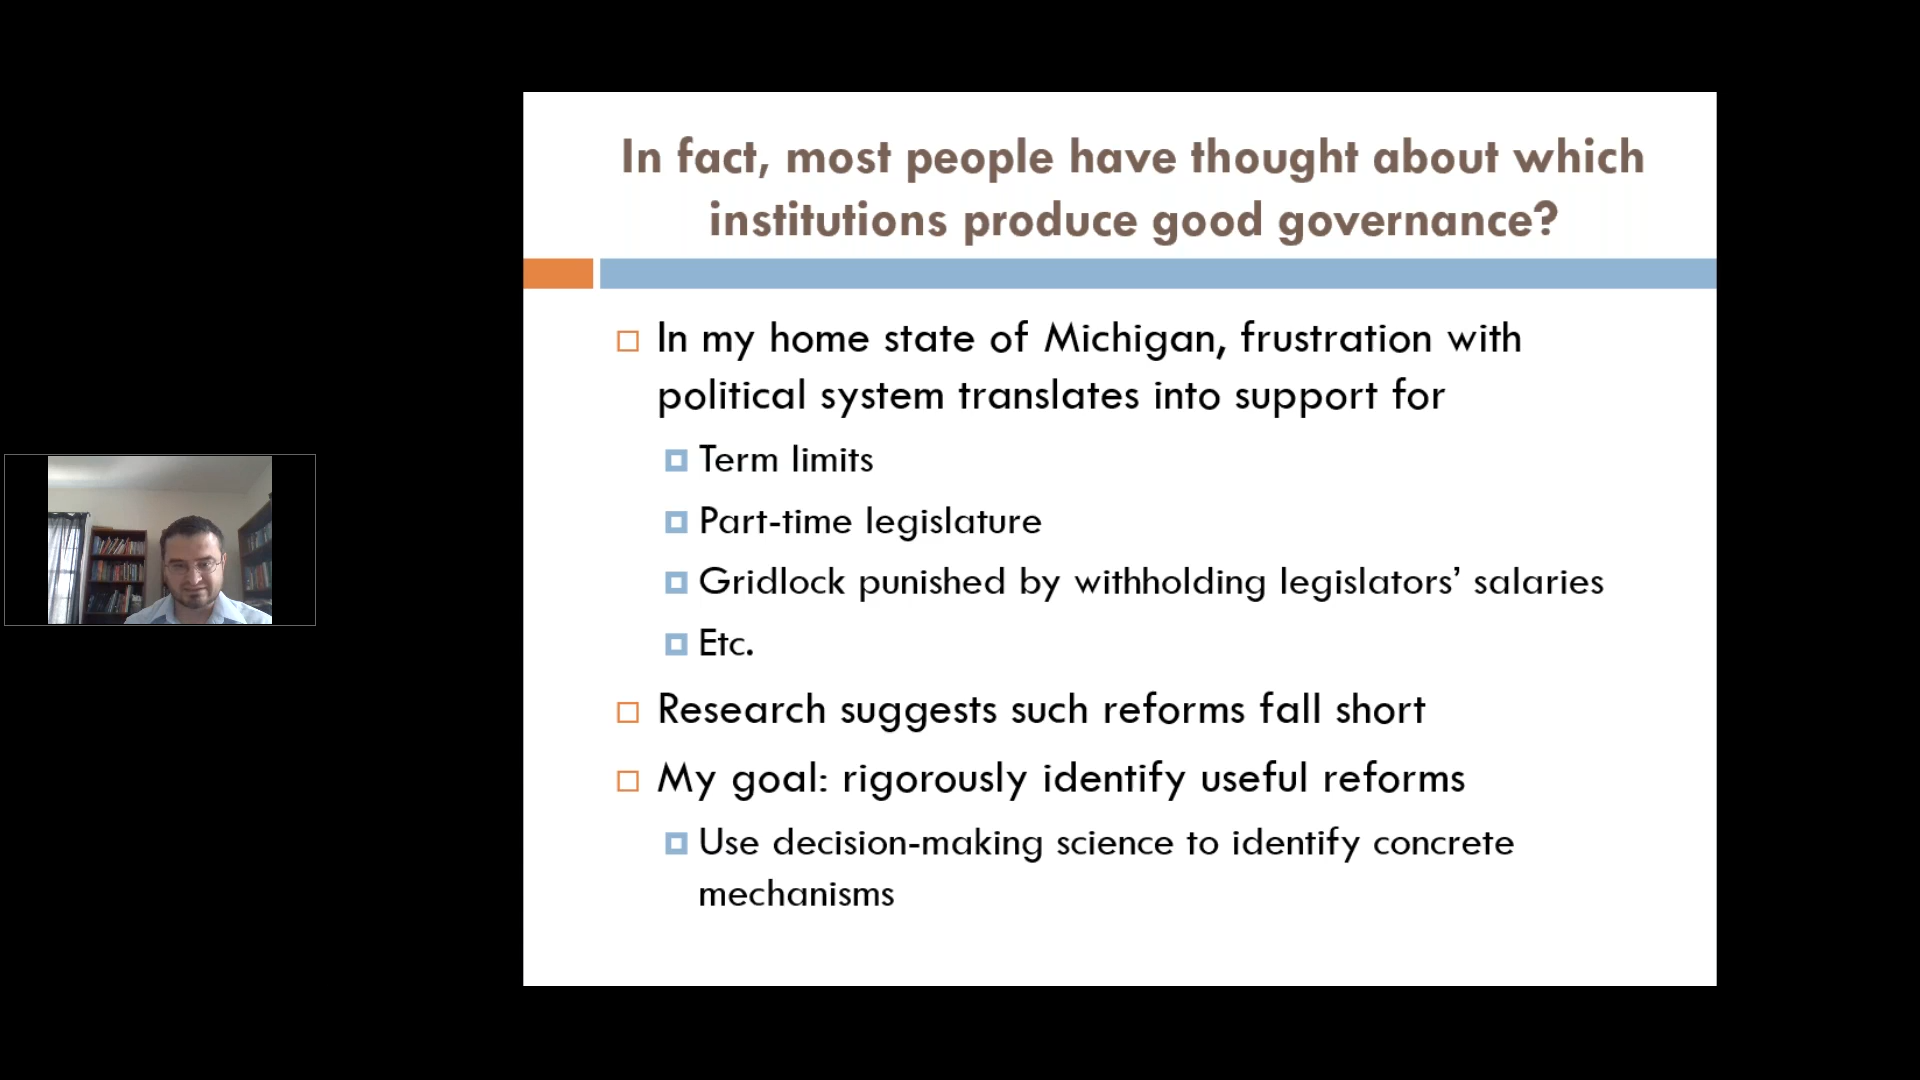 In fact, most people have thought about which
institutions produce good governance?
In my home state of Michigan, frustration with
political system translates into support for
Term limits
Part-time legislature
Gridlock punished by withholding legislators’ salaries
Etc.
Research suggests such reforms fall short
My goal: rigorously identify useful reforms
Use decision-making science to identify concrete
mechanisms